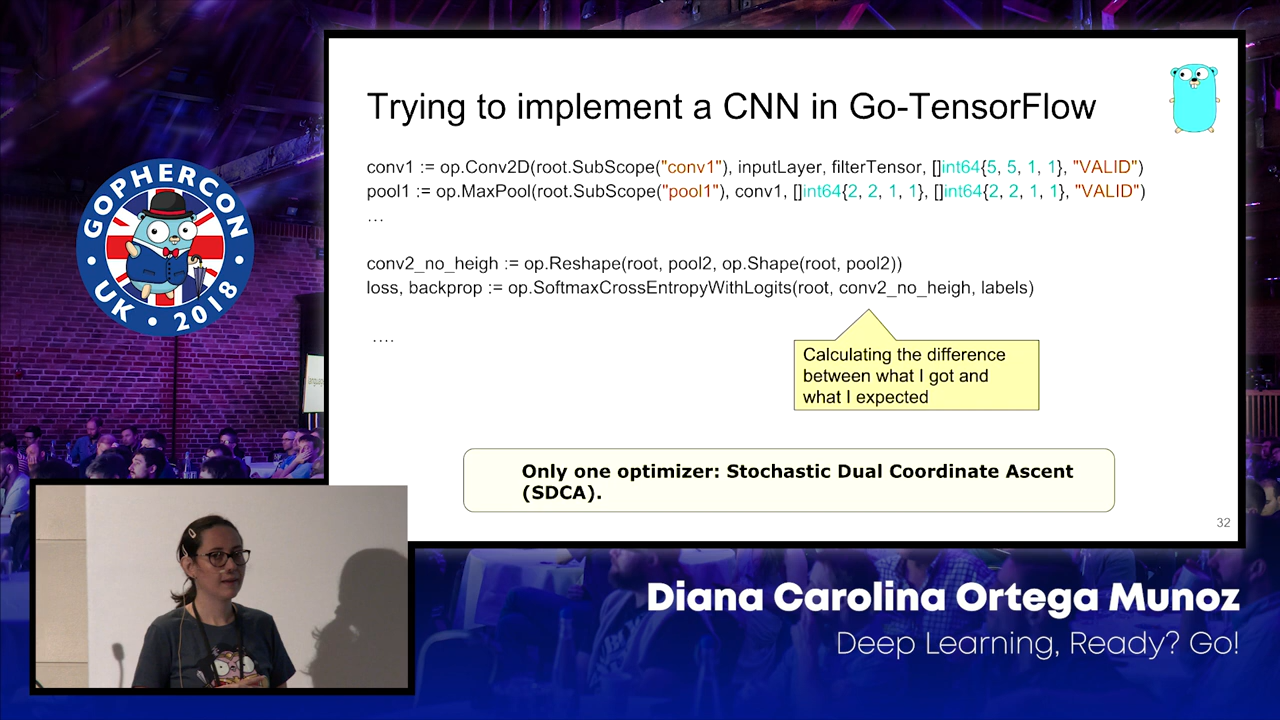 GOPHERCON
UK • 2018
Trying to implement a CNN in Go-TensorFlow
conv1 := op.Conv2D(root.SubScope("conv1"), inputLayer, filterTensor, []int64{5, 5, 1, 1}, "VALID")
pool1 := op.MaxPool(root.SubScope("pool1"), conv1, []int64{2, 2, 1, 1}, []int64{2, 2, 1, 1}, "VALID")
…
conv2_no_heigh := op.Reshape(root, pool2, op.Shape(root, pool2))
loss, backprop := op.SoftmaxCrossEntropyWithLogits(root, conv2_no_heigh, labels)
….
Calculating the difference
between what I got and
what I expected
Only one optimizer: Stochastic Dual Coordinate Ascent
(SDCA).
32
Diana Carolina Ortega Munoz
Deep Learning, Ready? Go!